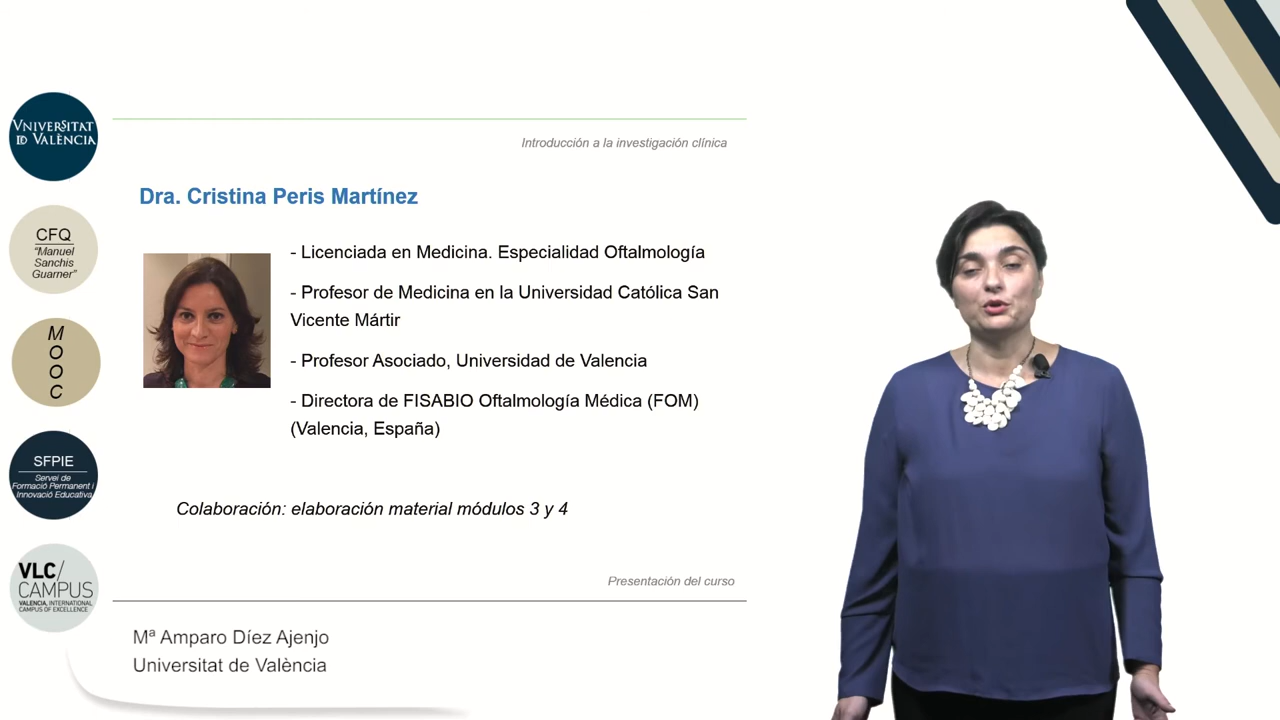 VNIVERSITAT
D VALÈNCIA
CFQ
"Manuel
Sanchis
Guarner"
M
O
O
C
SFPIE
Servei de
Formació Permanent i
Innovació Educativa
VLC/
CAMPUS
VALENCIA, INTERNATIONAL
CAMPUS OF EXCELLENCE
Introducción a la investigación clínica
Dra. Cristina Peris Martínez
- Licenciada en Medicina. Especialidad Oftalmología
- Profesor de Medicina en la Universidad Católica San
Vicente Mártir
- Profesor Asociado, Universidad de Valencia
- Directora de FISABIO Oftalmología Médica (FOM)
(Valencia, España)
Colaboración: elaboración material módulos 3 y 4
Presentación del curso
Mª Amparo Díez Ajenjo
Universitat de València